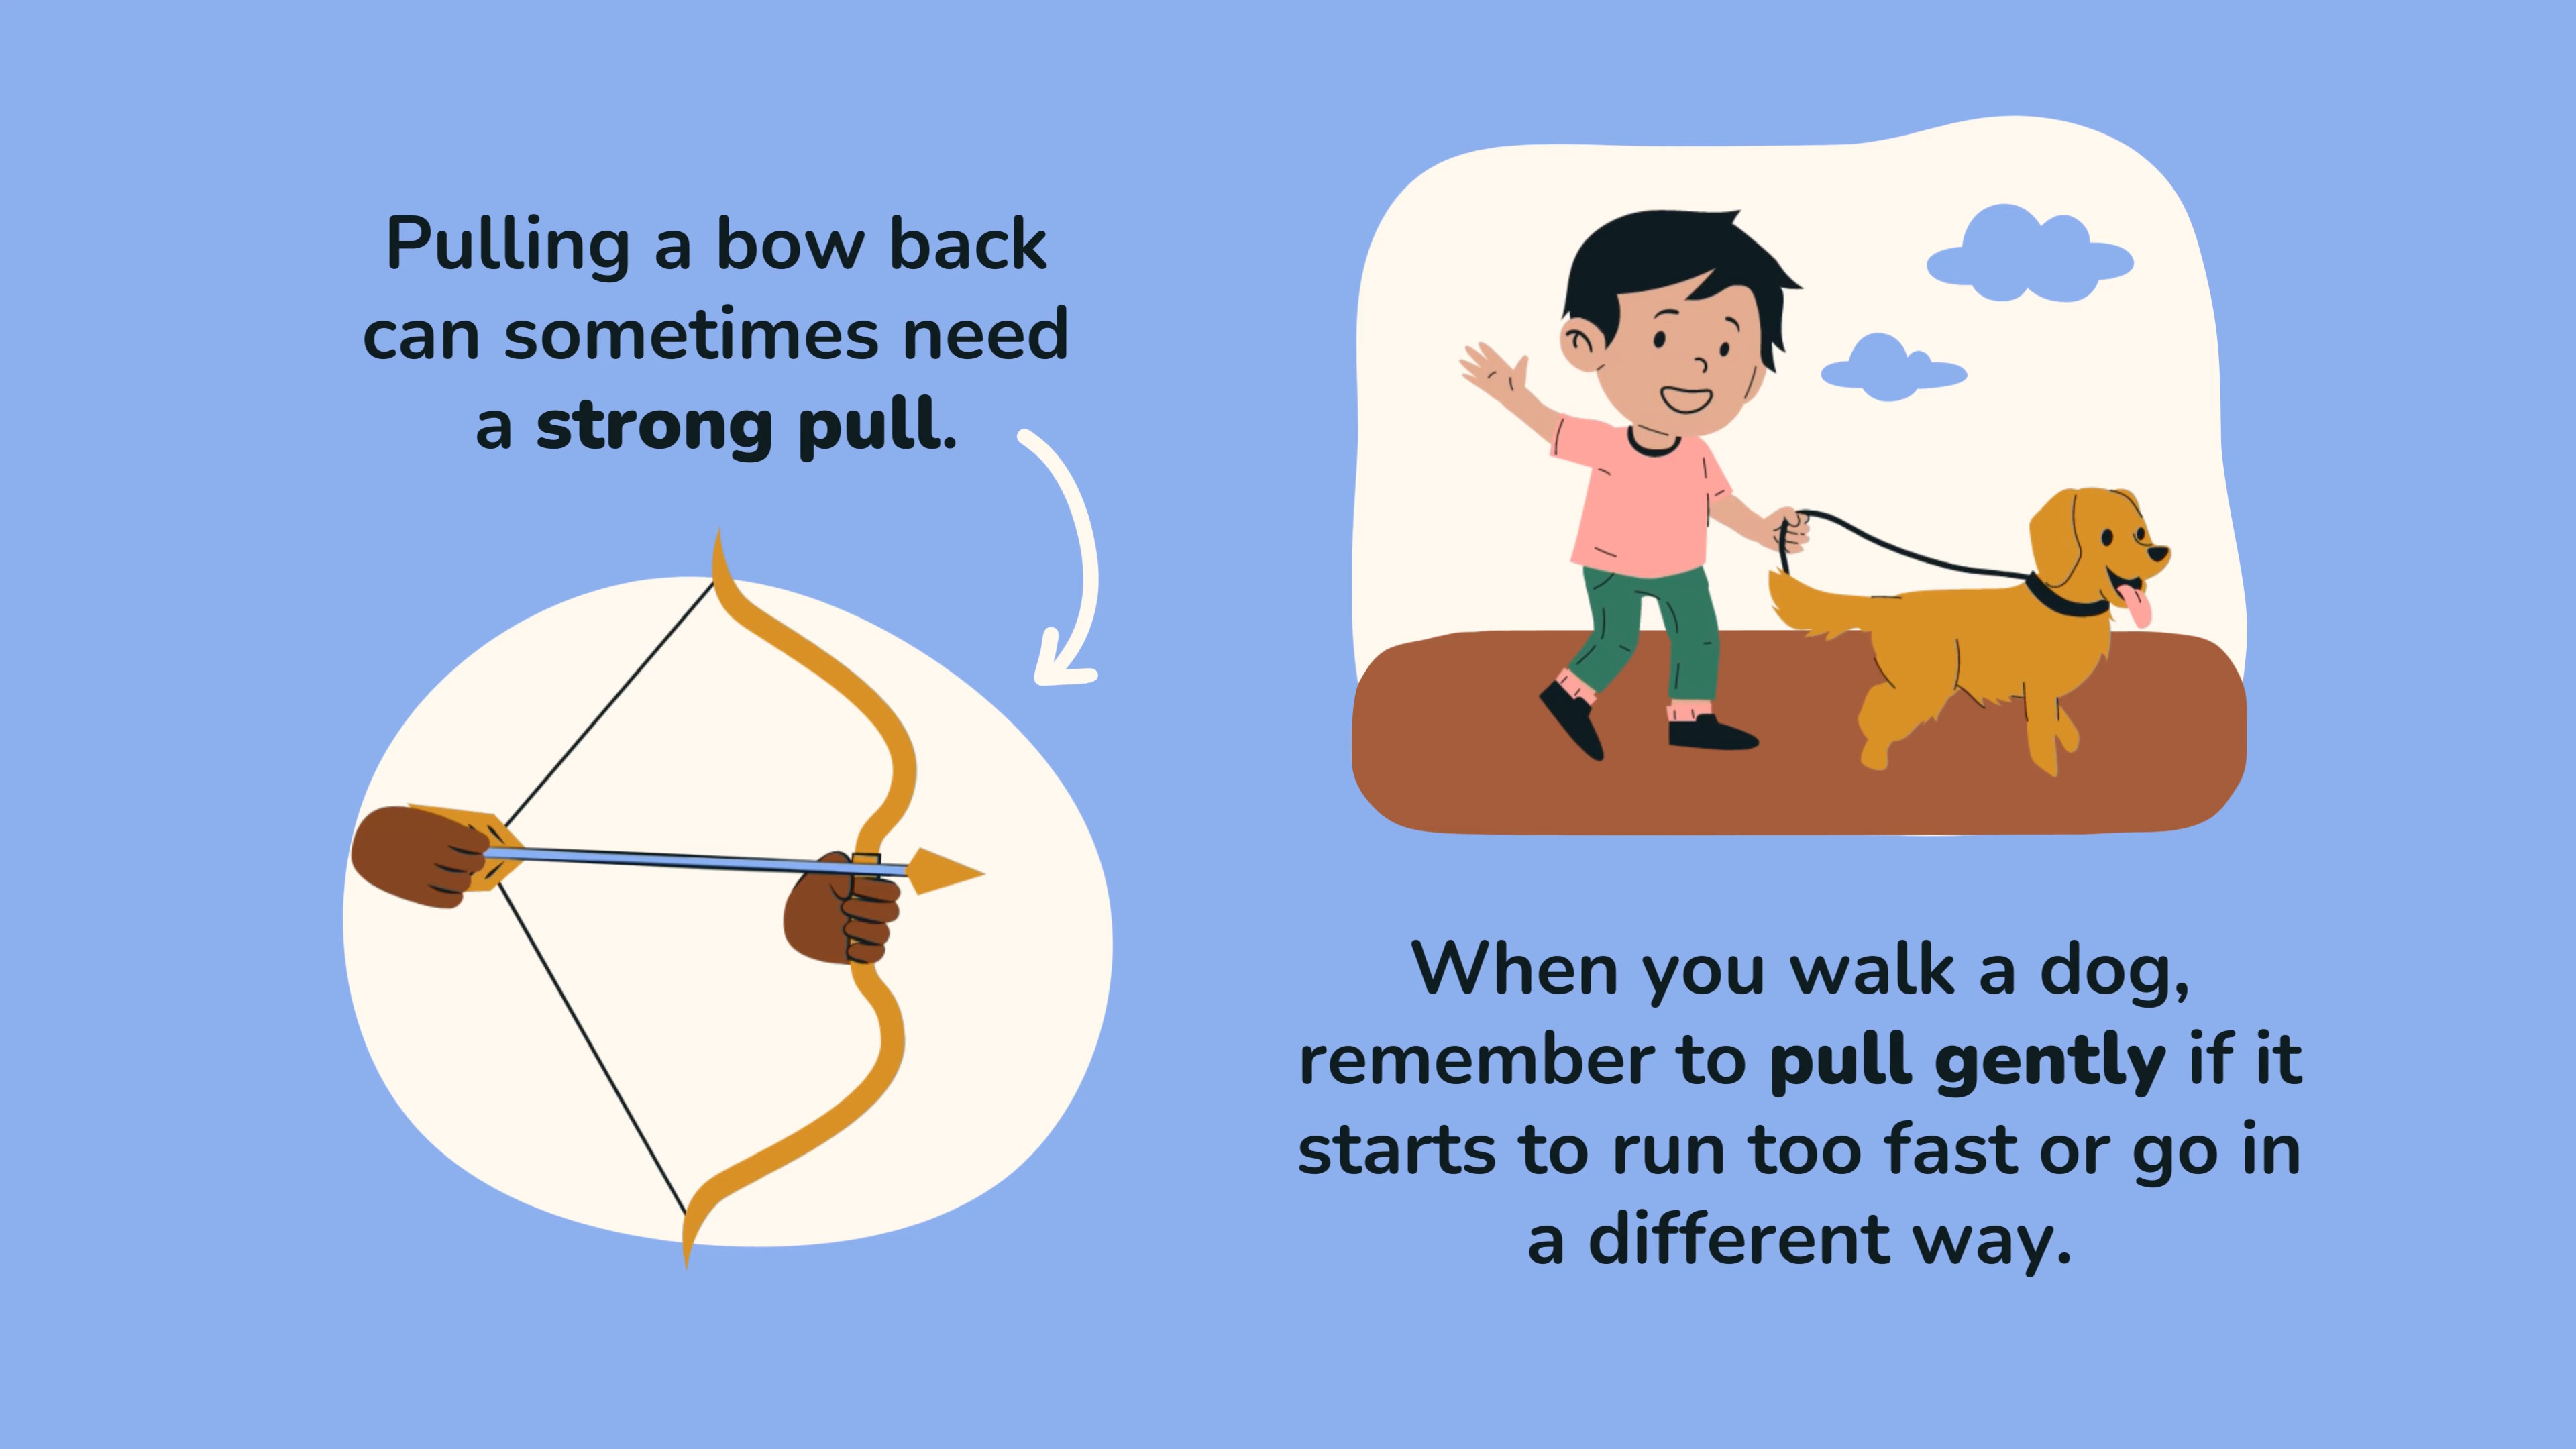 Pulling a bow back
can sometimes need
a strong pull.
When you walk a dog,
remember to pull gently if it
starts to run too fast or go in
a different way.